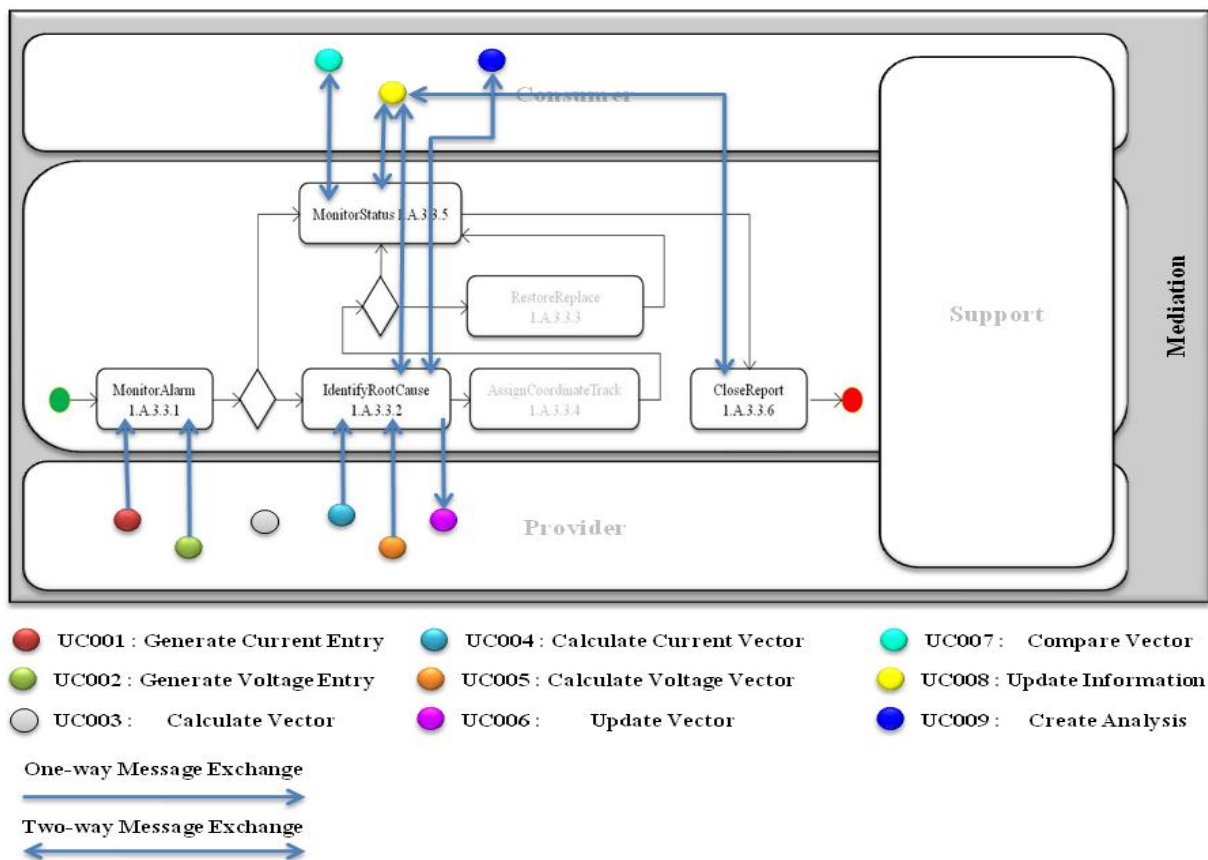 Consumer
MonitorStatus 1.A.3.3.5
RestoreReplace
1.A.3.3.3
Support
Mediation
MonitorAlarm
1.A.3.3.1
IdentifyRootCause
1.A.3.3.2
AssignCoordinateTrack
1.A.3.3.4
CloseReport
1.A.3.3.6
Provider
UC001 : Generate Current Entry
UC004 : Calculate Current Vector
UC007 : Compare Vector
UC002 : Generate Voltage Entry
UC005 : Calculate Voltage Vector
UC008 : Update Information
UC003 : Calculate Vector
UC006 : Update Vector
UC009 : Create Analysis
One-way Message Exchange
Two-way Message Exchange